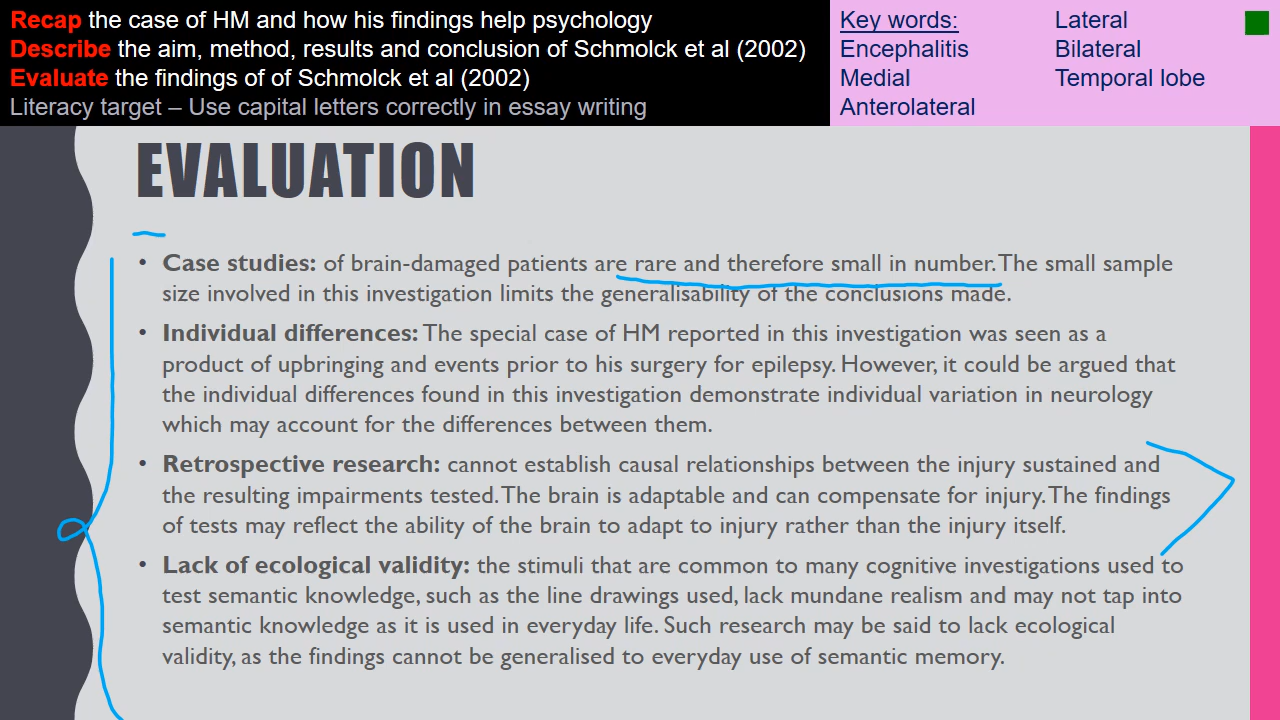 Recap the case of HM and how his findings help psychology
Describe the aim, method, results and conclusion of Schmolck et al (2002)
Evaluate the findings of of Schmolck et al (2002)
Literacy target – Use capital letters correctly in essay writing
Key words:
Encephalitis
Medial
Anterolateral
Lateral
Bilateral
Temporal lobe
EVALUATION
• Case studies: of brain-damaged patients are rare and therefore small in number. The small sample
size involved in this investigation limits the generalisability of the conclusions made.
• Individual differences: The special case of HM reported in this investigation was seen as a
product of upbringing and events prior to his surgery for epilepsy. However, it could be argued that
the individual differences found in this investigation demonstrate individual variation in neurology
which may account for the differences between them.
• Retrospective research: cannot establish causal relationships between the injury sustained and
the resulting impairments tested. The brain is adaptable and can compensate for injury. The findings
of tests may reflect the ability of the brain to adapt to injury rather than the injury itself.
• Lack of ecological validity: the stimuli that are common to many cognitive investigations used to
test semantic knowledge, such as the line drawings used, lack mundane realism and may not tap into
semantic knowledge as it is used in everyday life. Such research may be said to lack ecological
validity, as the findings cannot be generalised to everyday use of semantic memory.